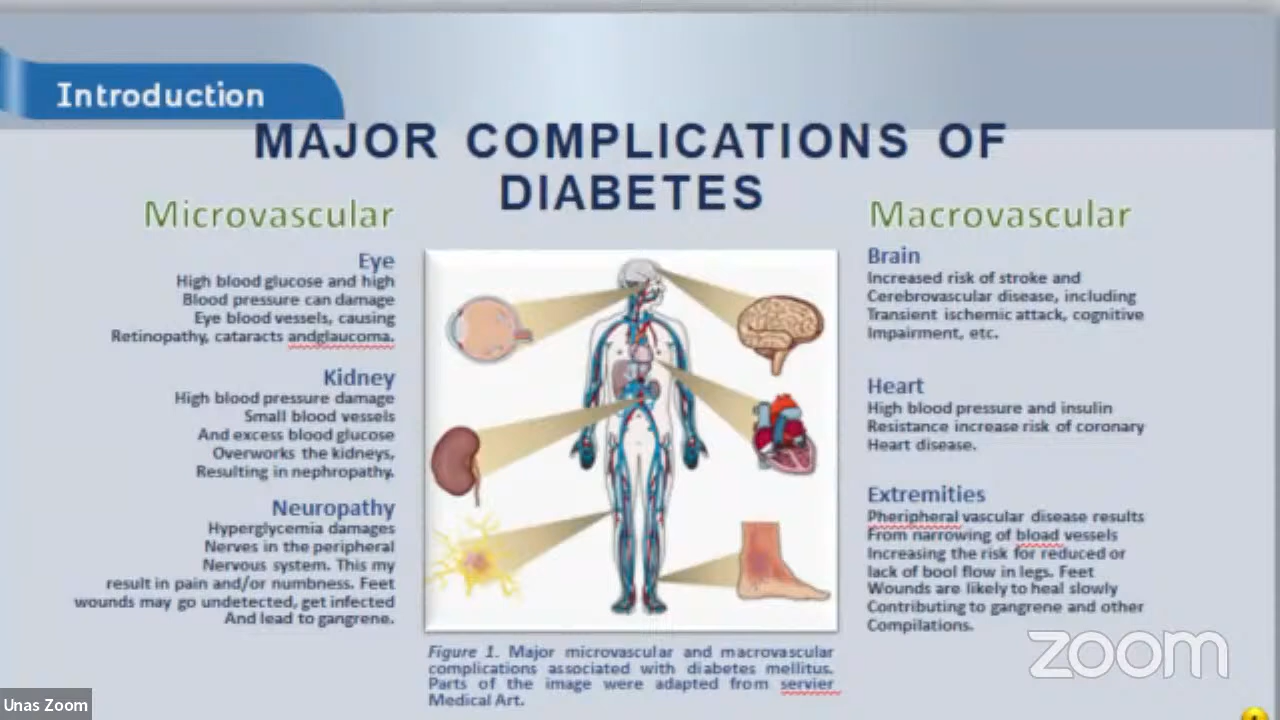 Introduction
MAJOR COMPLICATIONS OF
DIABETES
Microvascular
Eye
High blood glucose and high
Blood pressure can damage
Eye blood vessels, causing
Retinopathy, cataracts andglaucoma.
Kidney
High blood pressure damage
Small blood vessels
And excess blood glucose
Overworks the kidneys,
Resulting in nephropathy.
Neuropathy
Hyperglycemia damages
Nerves in the peripheral
Nervous system. This my
result in pain and/or numbness. Feet
wounds may go undetected, get infected
And lead to gangrene.
Macrovascular
Brain
Increased risk of stroke and
Cerebrovascular disease, including
Transient ischemic attack, cognitive
Impairment, etc.
Heart
High blood pressure and insulin
Resistance increase risk of coronary
Heart disease.
Extremities
Pheripheral vascular disease results
From narrowing of bload vessels
Increasing the risk for reduced or
lack of bool flow in legs. Feet
Wounds are likely to heal slowly
Contributing to gangrene and other
Compilations.
Figure 1. Major microvascular and macrovascular
complications associated with diabetes mellitus.
Parts of the image were adapted from servier
Medical Art.
zoom
Unas Zoom